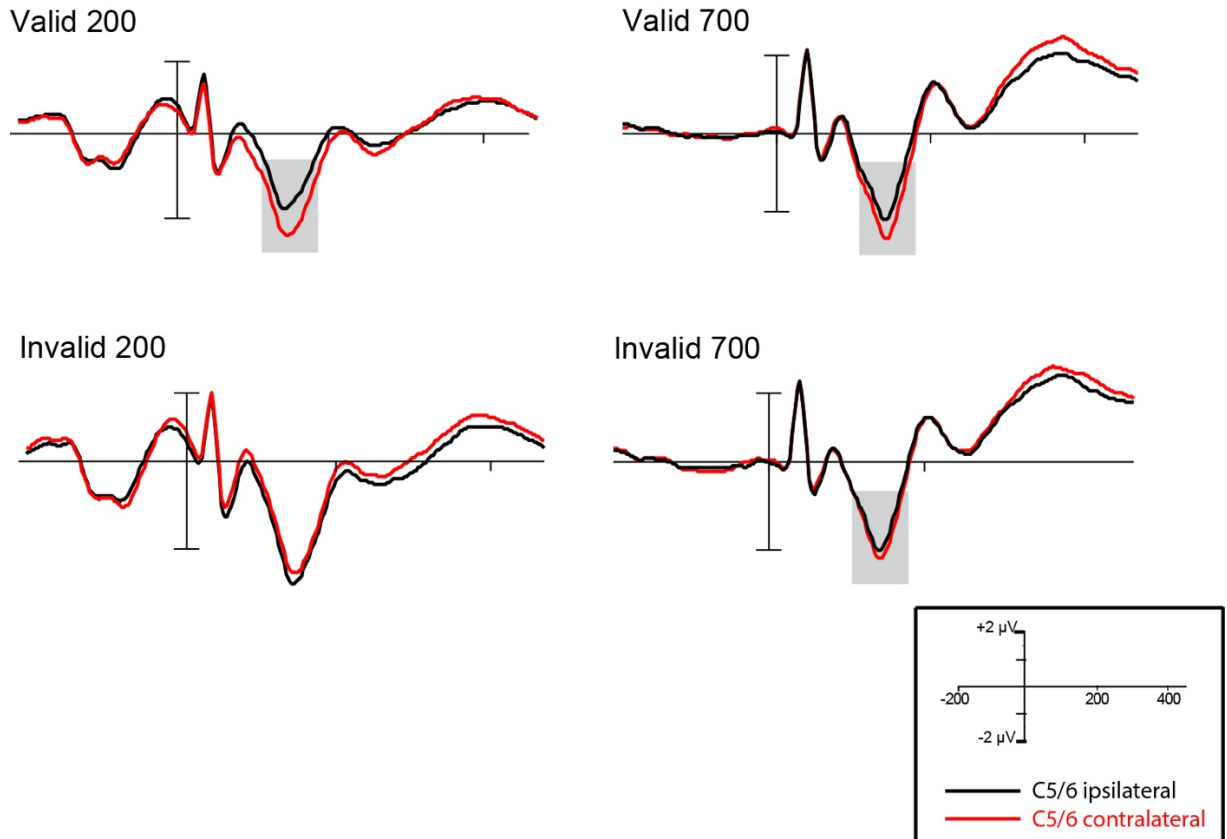 Valid 200
Valid 700
Invalid 200
Invalid 700
+2 µV
-200 200 400
-2 µV
C5/6 ipsilateral
C5/6 contralateral